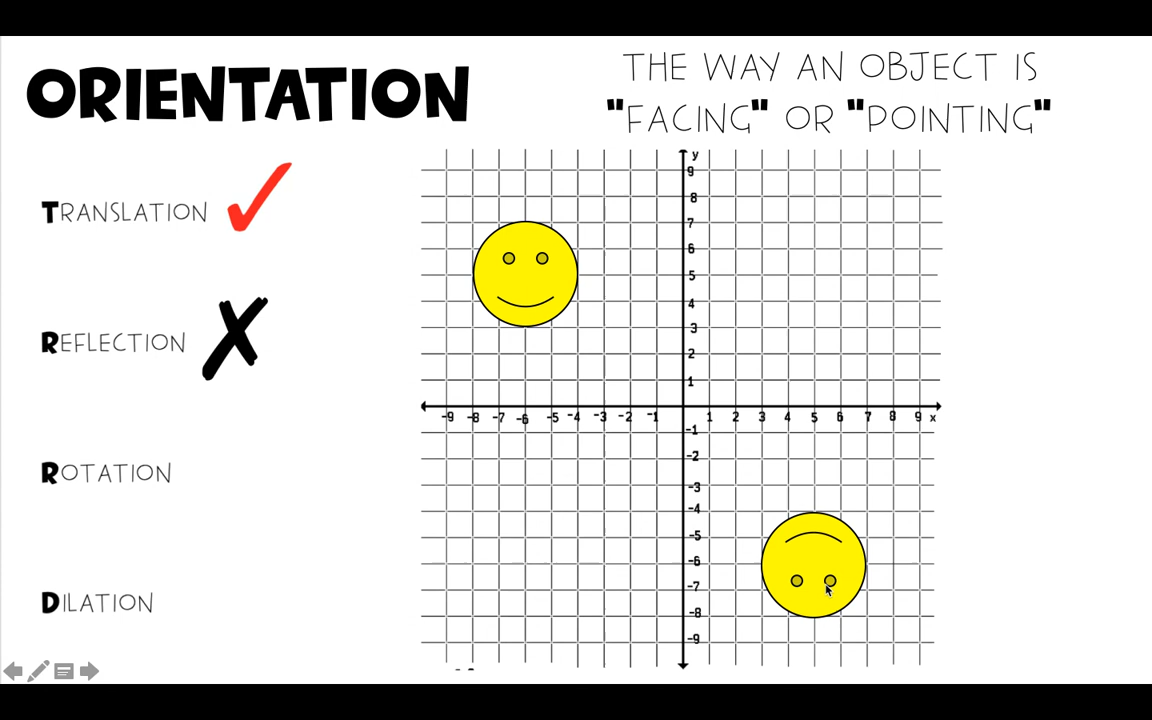 ORIENTATION
THE WAY AN OBJECT IS
"FACING" OR "POINTING"
TRANSLATION
REFLECTION
ROTATION
DILATION
y
9
8
7
6
5
4
3
2
1
-9 -8 -7 -6 -5 -4 -3 -2 -1 1 2 3 4 5 6 7 8 9 x
-1
-2
-3
-4
-5
-6
-7
-8
-9